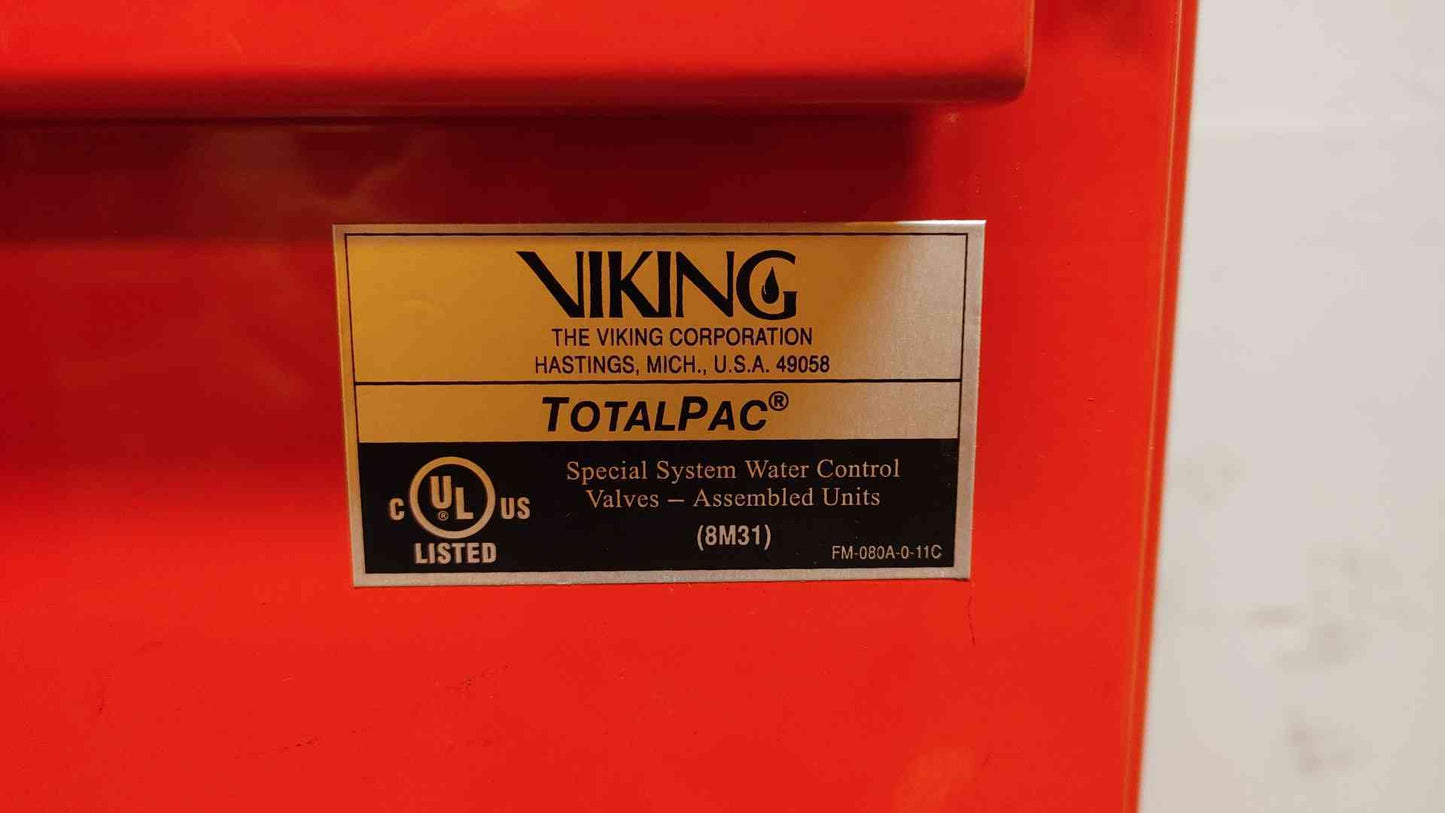 VIKING
THE VIKING CORPORATION
HASTINGS, MICH., U.S.A. 49058
TOTALPAC®
Special System Water Control
Valves – Assembled Units
(8M31)
C UL® US
LISTED
FM-080A-0-11C